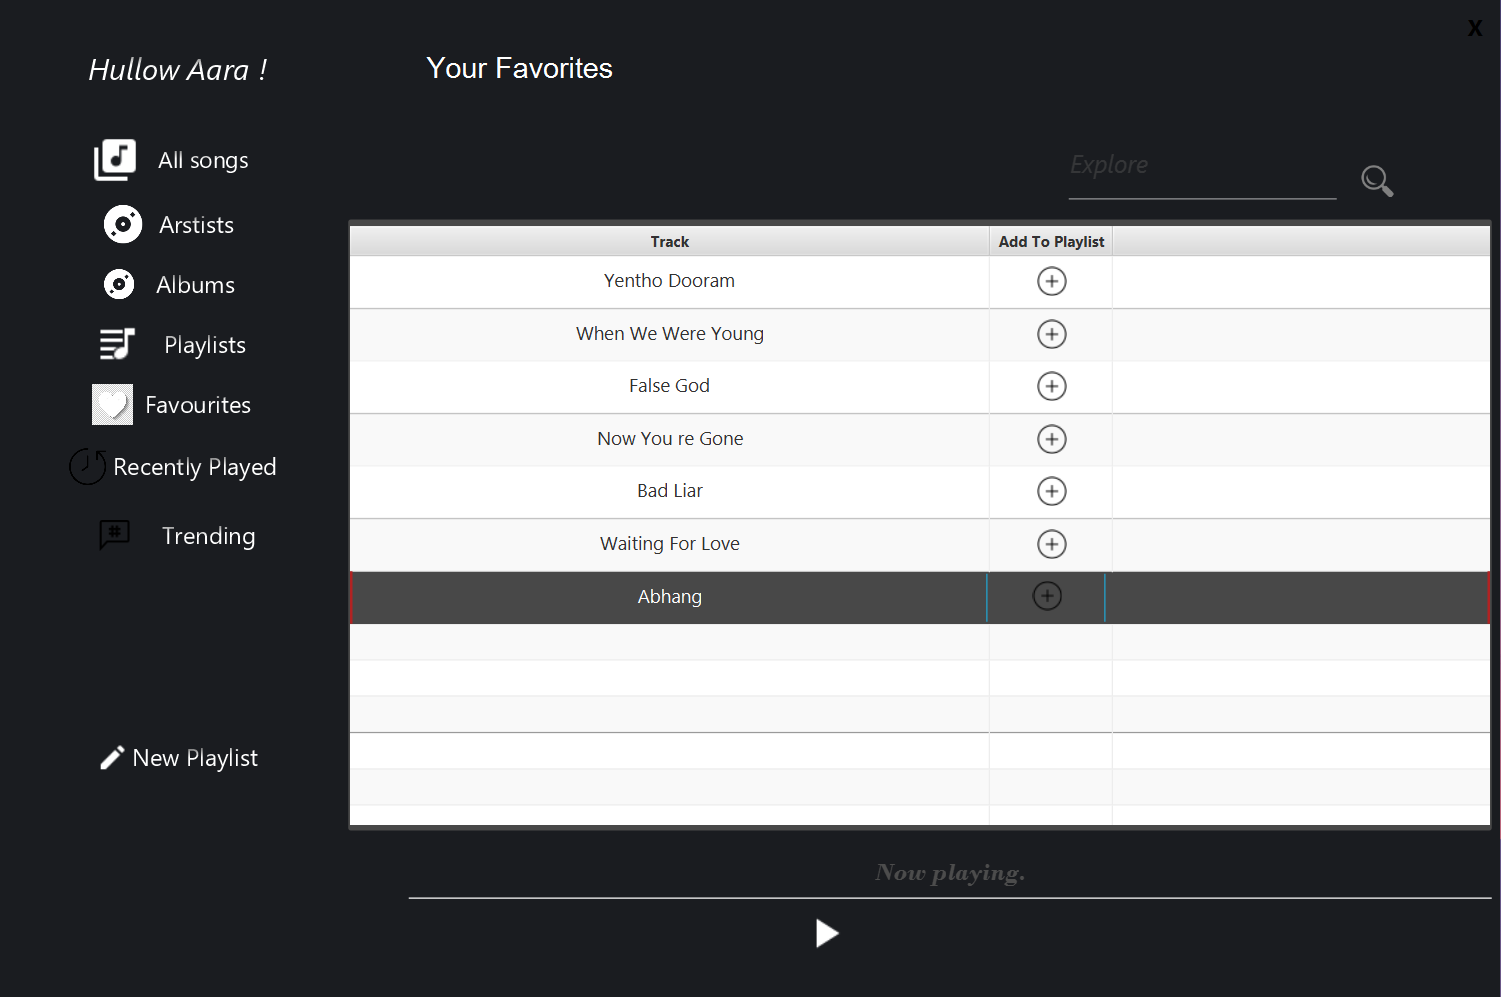 X
Hullow Aara !
Your Favorites
All songs
Arstists
Albums
Playlists
Favourites
Recently Played
Trending
New Playlist
Explore
Track Add To Playlist
Yentho Dooram
When We Were Young
False God
Now You re Gone
Bad Liar
Waiting For Love
Abhang
Now playing.